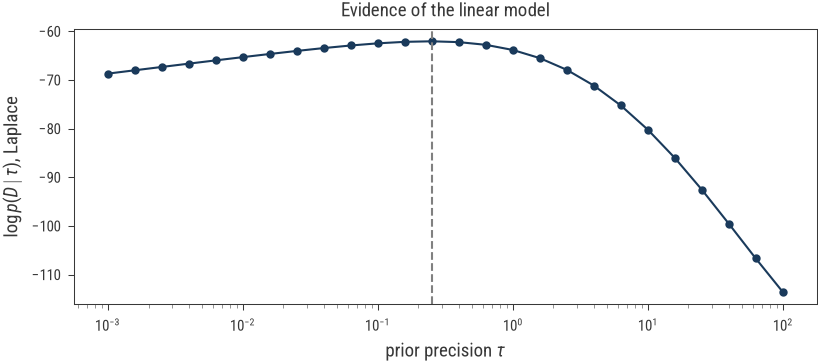 Evidence of the linear model
log p(D | τ), Laplace
−60
−70
−80
−90
−100
−110
10⁻³ 10⁻² 10⁻¹ 10⁰ 10¹ 10²
prior precision τ